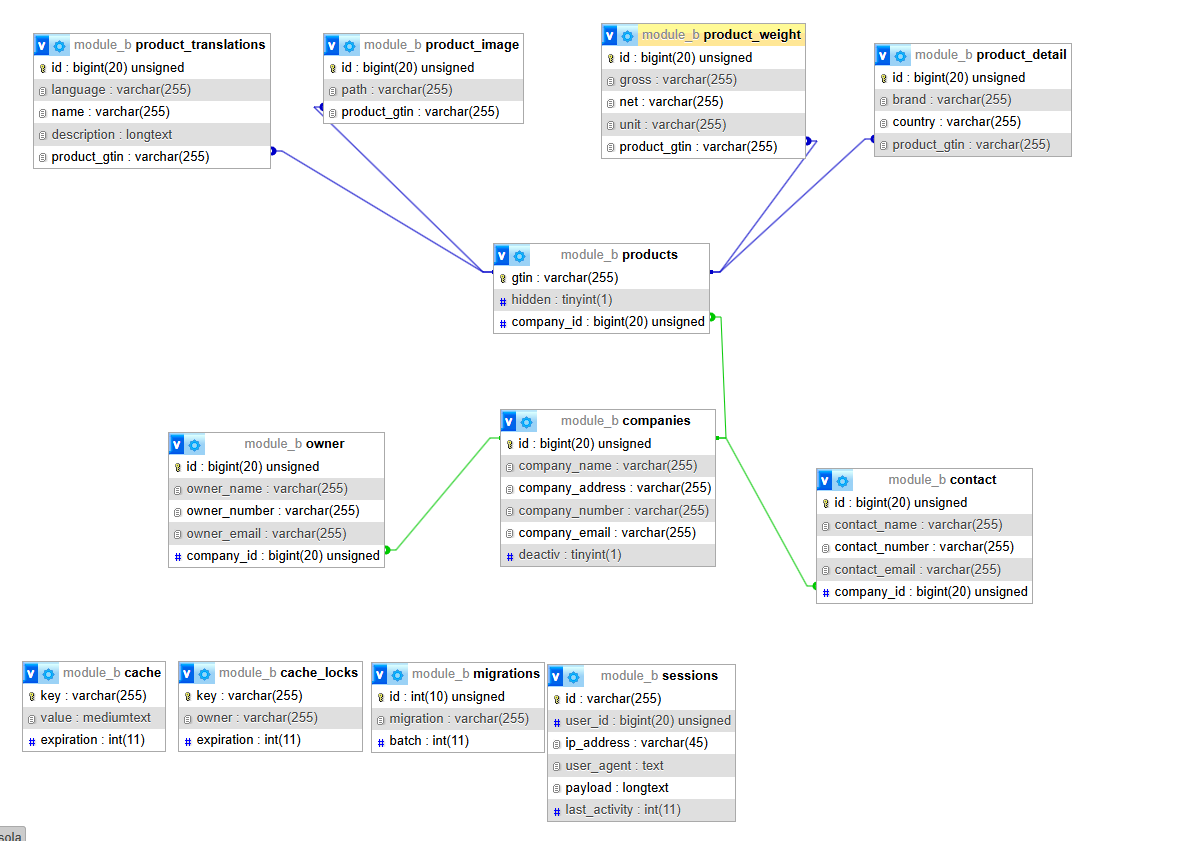 module_b product_translations
id : bigint(20) unsigned
language : varchar(255)
name : varchar(255)
description : longtext
product_gtin : varchar(255)
module_b product_image
id : bigint(20) unsigned
path : varchar(255)
product_gtin : varchar(255)
module_b product_weight
id : bigint(20) unsigned
gross : varchar(255)
net : varchar(255)
unit : varchar(255)
product_gtin : varchar(255)
module_b product_detail
id : bigint(20) unsigned
brand : varchar(255)
country : varchar(255)
product_gtin : varchar(255)
module_b products
gtin : varchar(255)
# hidden : tinyint(1)
# company_id : bigint(20) unsigned
module_b owner
id : bigint(20) unsigned
owner_name : varchar(255)
owner_number : varchar(255)
owner_email : varchar(255)
# company_id : bigint(20) unsigned
module_b companies
id : bigint(20) unsigned
company_name : varchar(255)
company_address : varchar(255)
company_number : varchar(255)
company_email : varchar(255)
# deactiv : tinyint(1)
module_b contact
id : bigint(20) unsigned
contact_name : varchar(255)
contact_number : varchar(255)
contact_email : varchar(255)
# company_id : bigint(20) unsigned
module_b cache
key : varchar(255)
value : mediumtext
# expiration : int(11)
module_b cache_locks
key : varchar(255)
owner : varchar(255)
# expiration : int(11)
module_b migrations
id : int(10) unsigned
migration : varchar(255)
# batch : int(11)
module_b sessions
id : varchar(255)
# user_id : bigint(20) unsigned
ip_address : varchar(45)
user_agent : text
payload : longtext
# last_activity : int(11)
sola